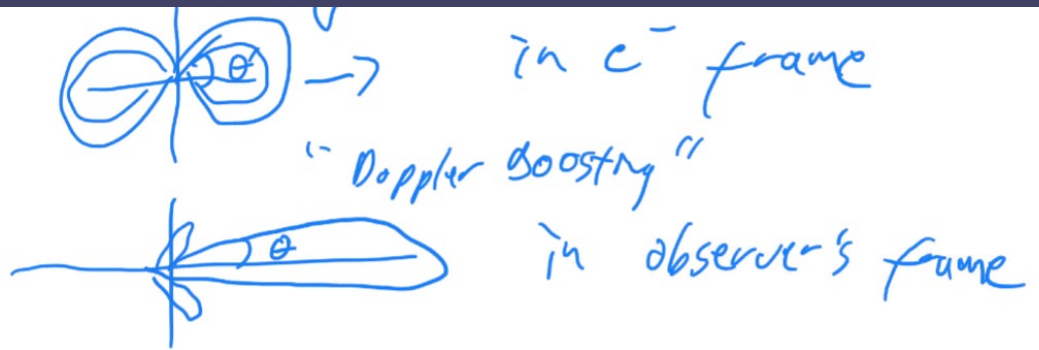 θ' in e⁻ frame
"Doppler Boosting"
θ in observer's frame